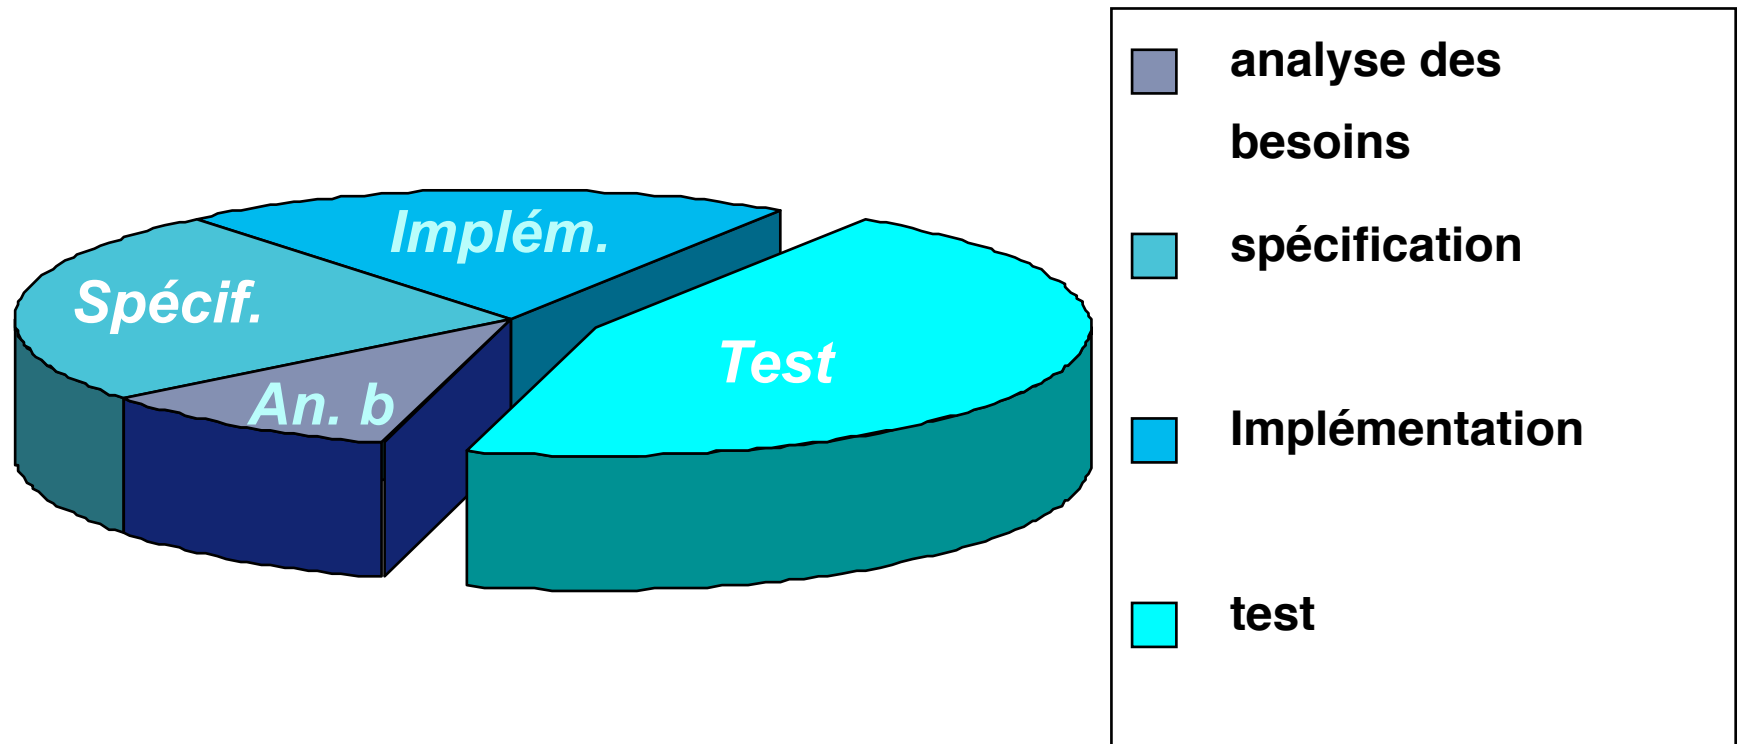 Implém.
Spécif.
Test
An. b
analyse des
besoins
spécification
Implémentation
test